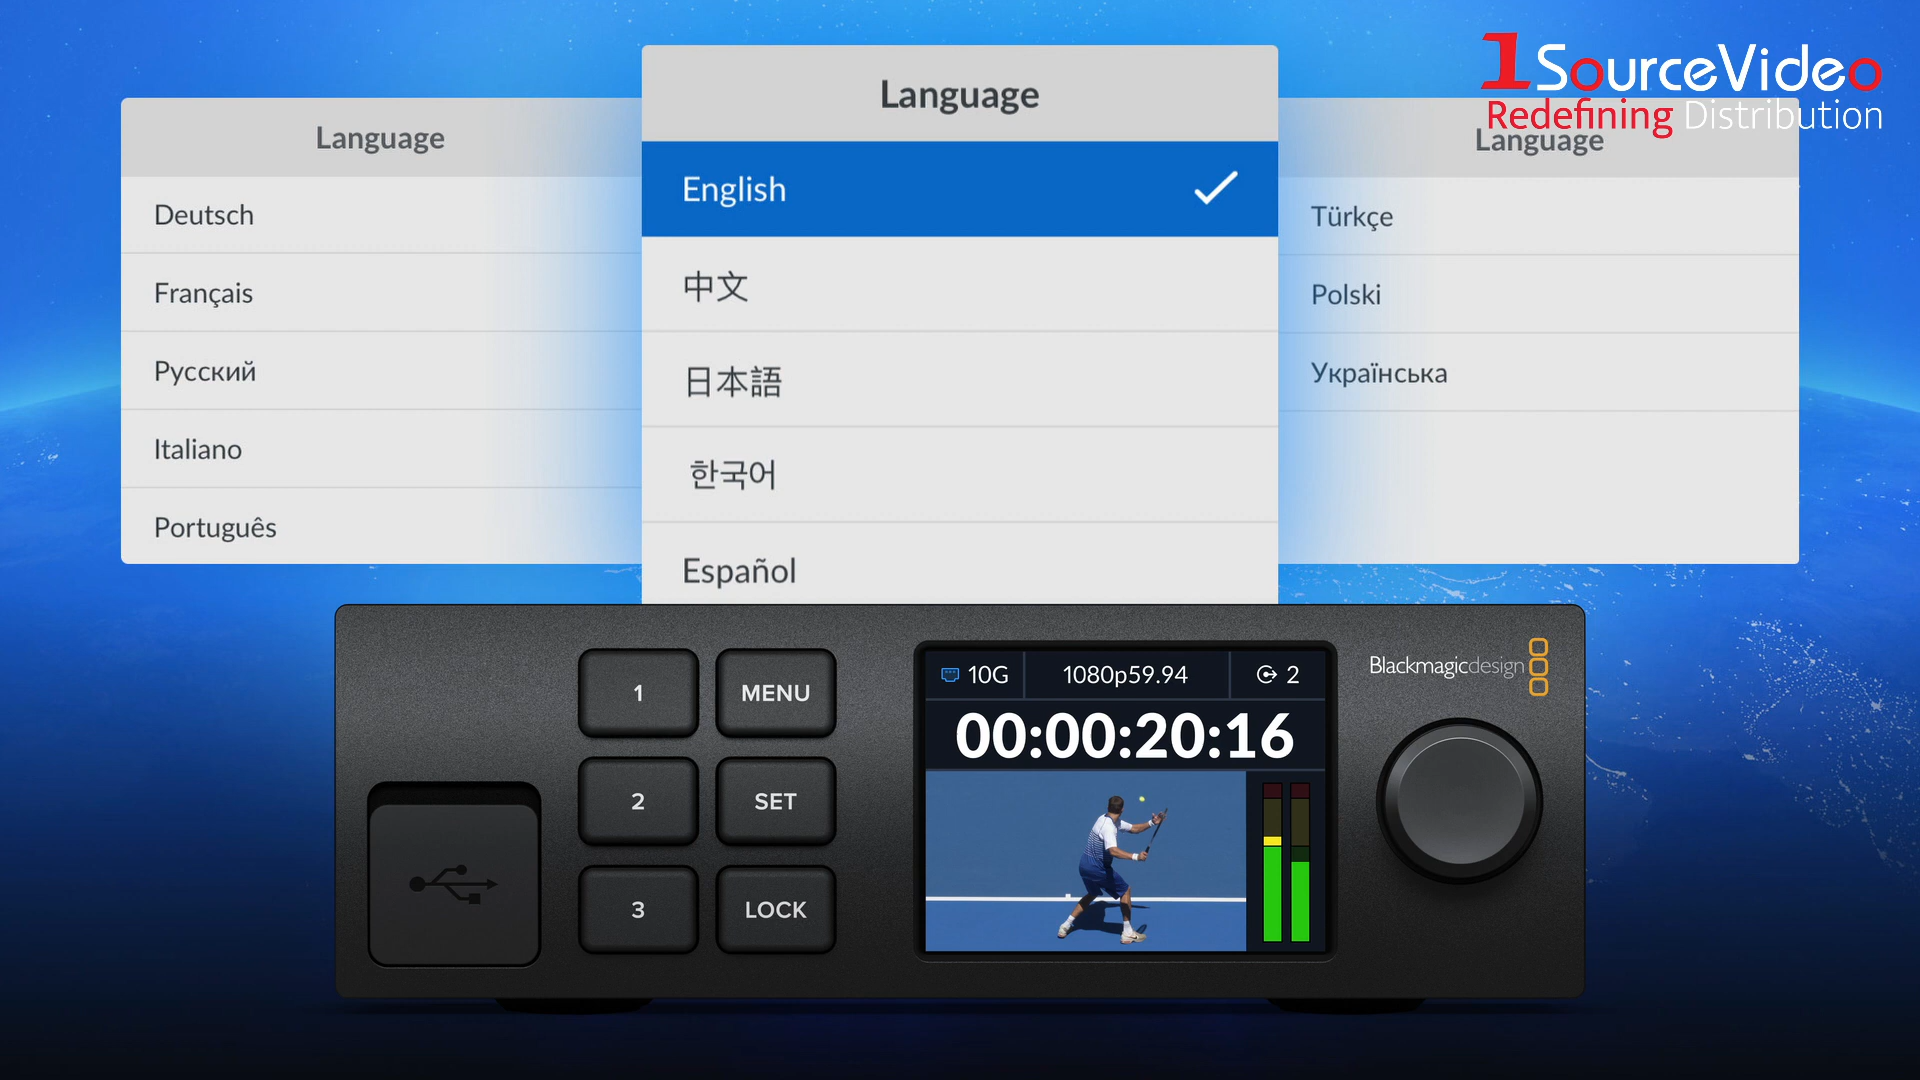 1SourceVideo
Redefining Distribution
Language
Deutsch
Français
Русский
Italiano
Português
Language
English
中文
日本語
한국어
Español
Language
Türkçe
Polski
Українська
1
MENU
2
SET
3
LOCK
10G
1080p59.94
2
00:00:20:16
Blackmagicdesign